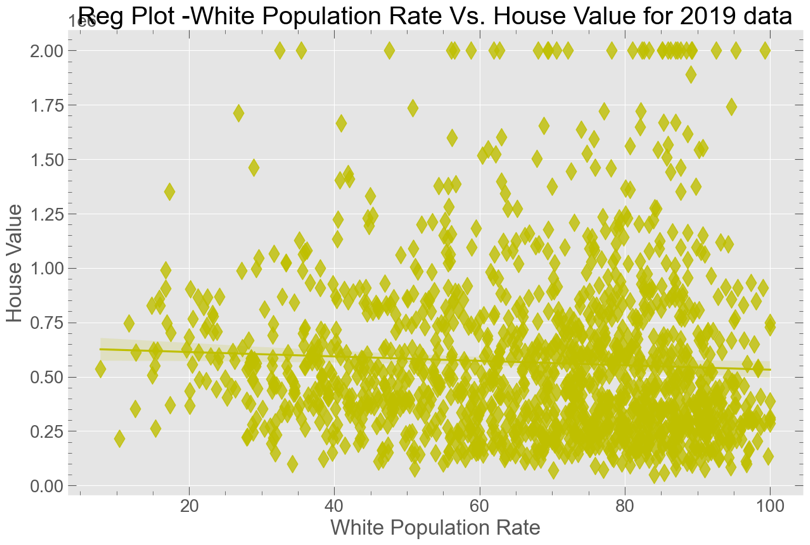 Reg Plot -White Population Rate Vs. House Value for 2019 data
1e6
2.00
1.75
1.50
1.25
1.00
0.75
0.50
0.25
0.00
House Value
20 40 60 80 100
White Population Rate